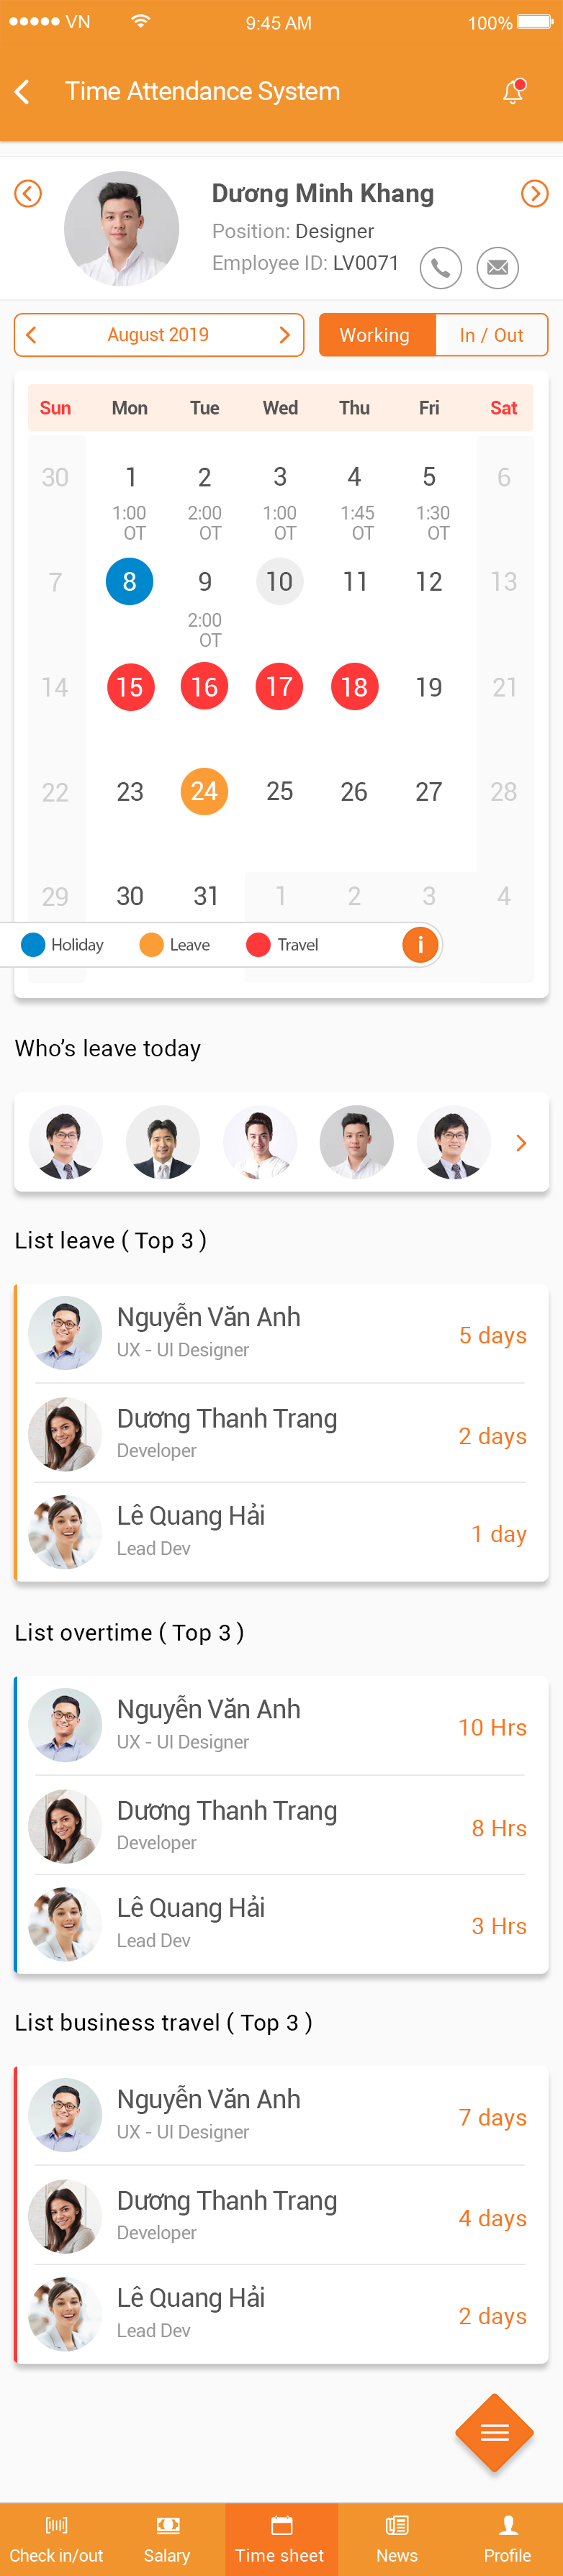 VN 9:45 AM 100%
Time Attendance System
Dương Minh Khang
Position: Designer
Employee ID: LV0071
August 2019 Working In / Out
Sun Mon Tue Wed Thu Fri Sat
30 1 2 3 4 5 6
1:00 2:00 1:00 1:45 1:30
OT OT OT OT OT
7 8 9 10 11 12 13
2:00
OT
14 15 16 17 18 19 21
22 23 24 25 26 27 28
29 30 31 1 2 3 4
Holiday Leave Travel i
Who's leave today
List leave ( Top 3 )
Nguyễn Văn Anh
UX - UI Designer
5 days
Dương Thanh Trang
Developer
2 days
Lê Quang Hải
Lead Dev
1 day
List overtime ( Top 3 )
Nguyễn Văn Anh
UX - UI Designer
10 Hrs
Dương Thanh Trang
Developer
8 Hrs
Lê Quang Hải
Lead Dev
3 Hrs
List business travel ( Top 3 )
Nguyễn Văn Anh
UX - UI Designer
7 days
Dương Thanh Trang
Developer
4 days
Lê Quang Hải
Lead Dev
2 days
Check in/out Salary Time sheet News Profile